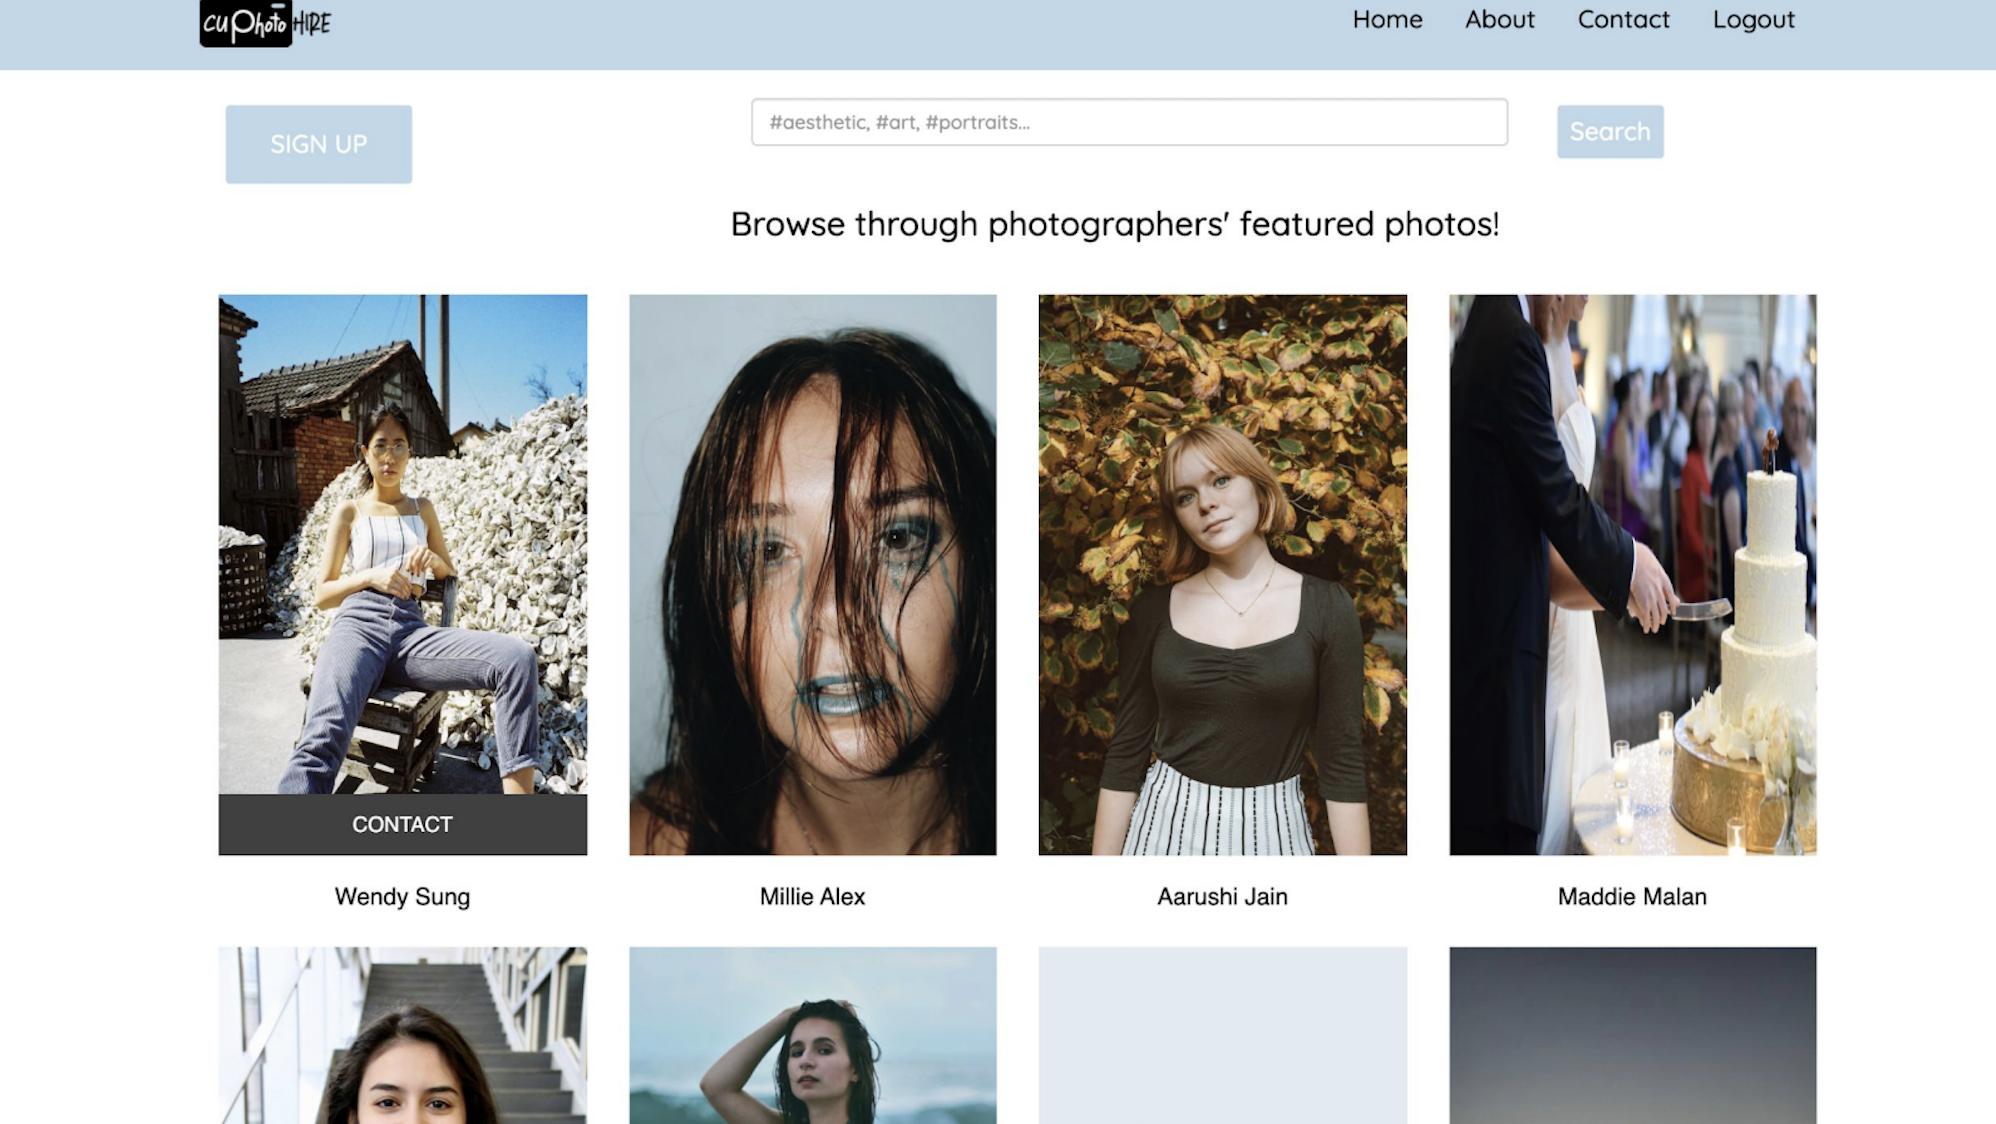 cuPhoto HIRE
Home About Contact Logout
SIGN UP
#aesthetic, #art, #portraits...
Search
Browse through photographers' featured photos!
CONTACT
Wendy Sung
Millie Alex
Aarushi Jain
Maddie Malan